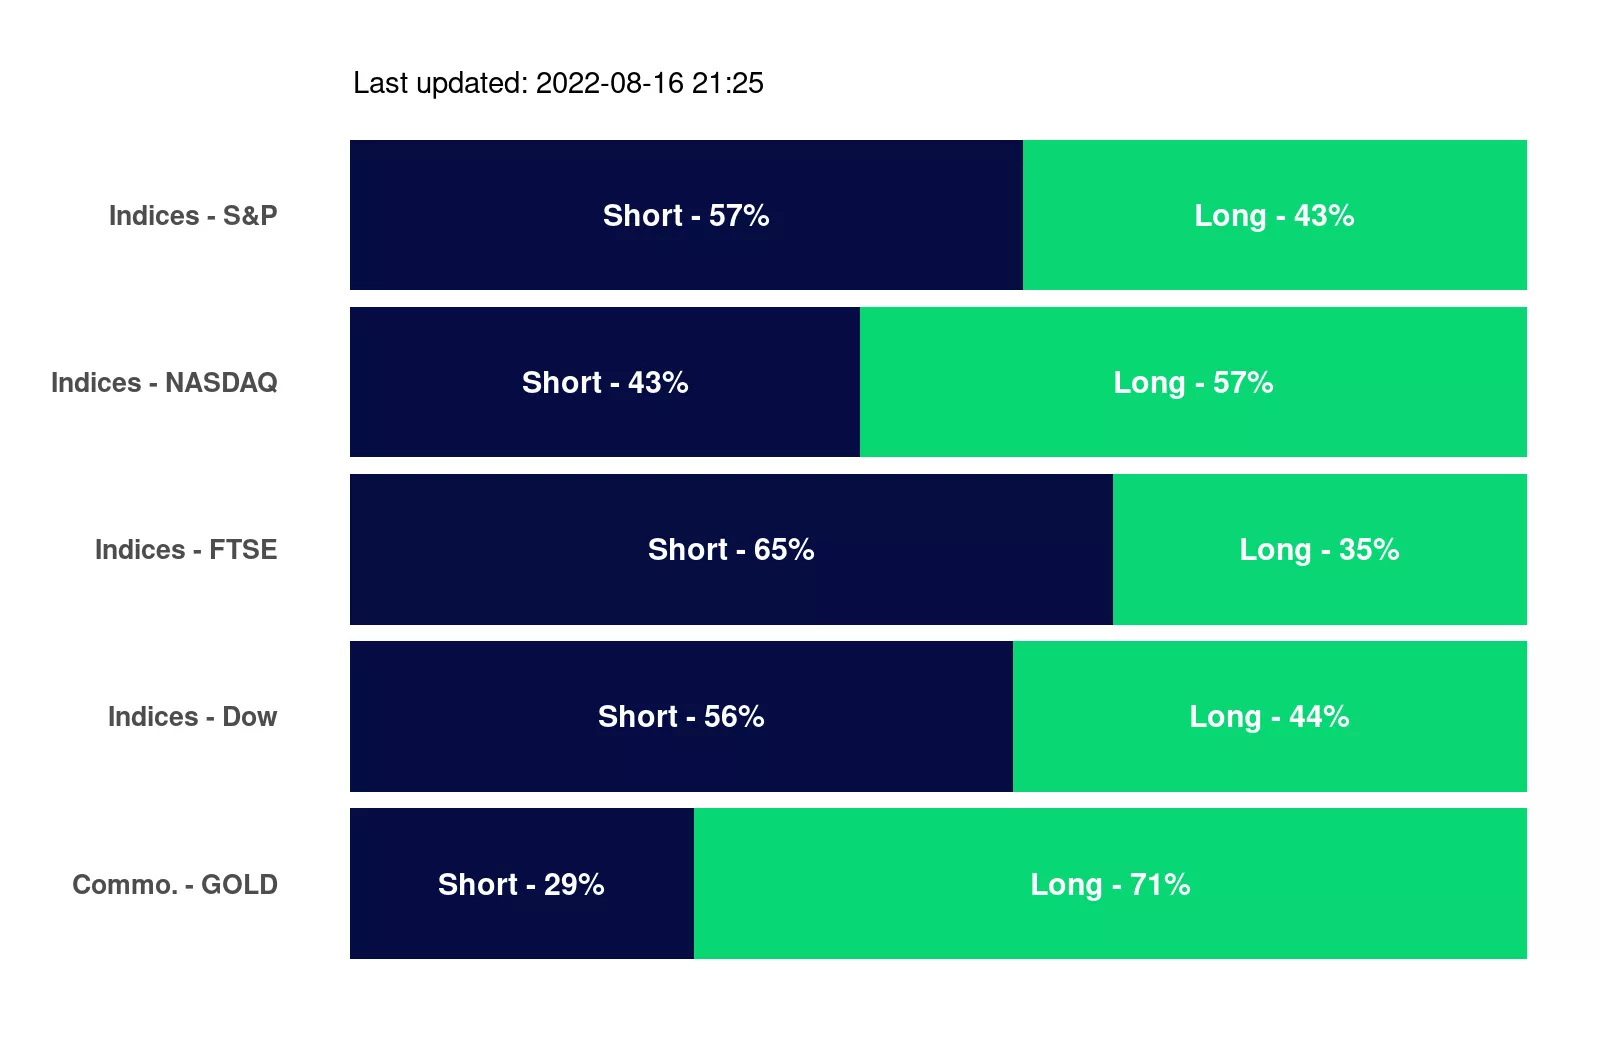 Last updated: 2022-08-16 21:25
Indices - S&P Short - 57% Long - 43%
Indices - NASDAQ Short - 43% Long - 57%
Indices - FTSE Short - 65% Long - 35%
Indices - Dow Short - 56% Long - 44%
Commo. - GOLD Short - 29% Long - 71%